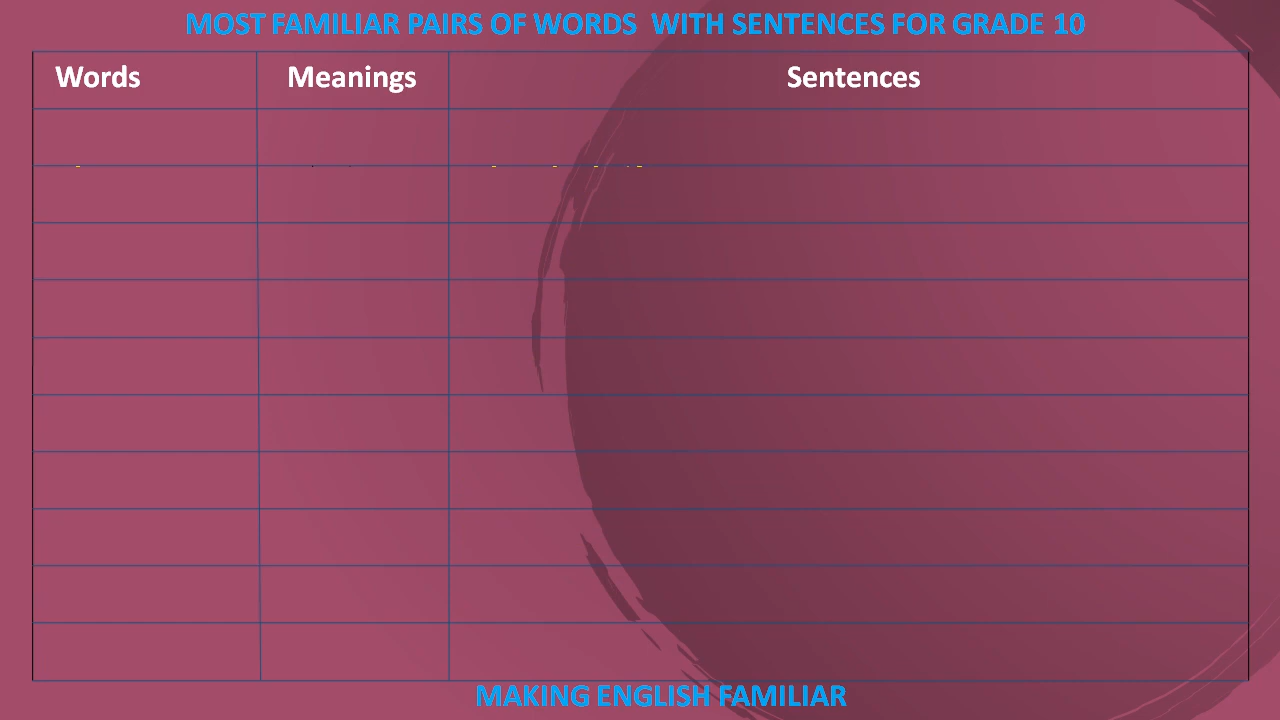 MOST FAMILIAR PAIRS OF WORDS WITH SENTENCES FOR GRADE 10
Words Meanings Sentences
MAKING ENGLISH FAMILIAR